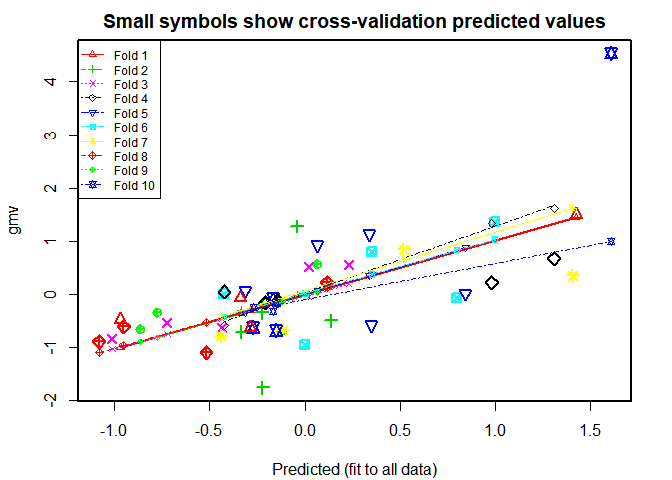 Small symbols show cross-validation predicted values
Fold 1
Fold 2
Fold 3
Fold 4
Fold 5
Fold 6
Fold 7
Fold 8
Fold 9
Fold 10
gmv
4
3
2
1
0
-1
-2
-1.0 -0.5 0.0 0.5 1.0 1.5
Predicted (fit to all data)